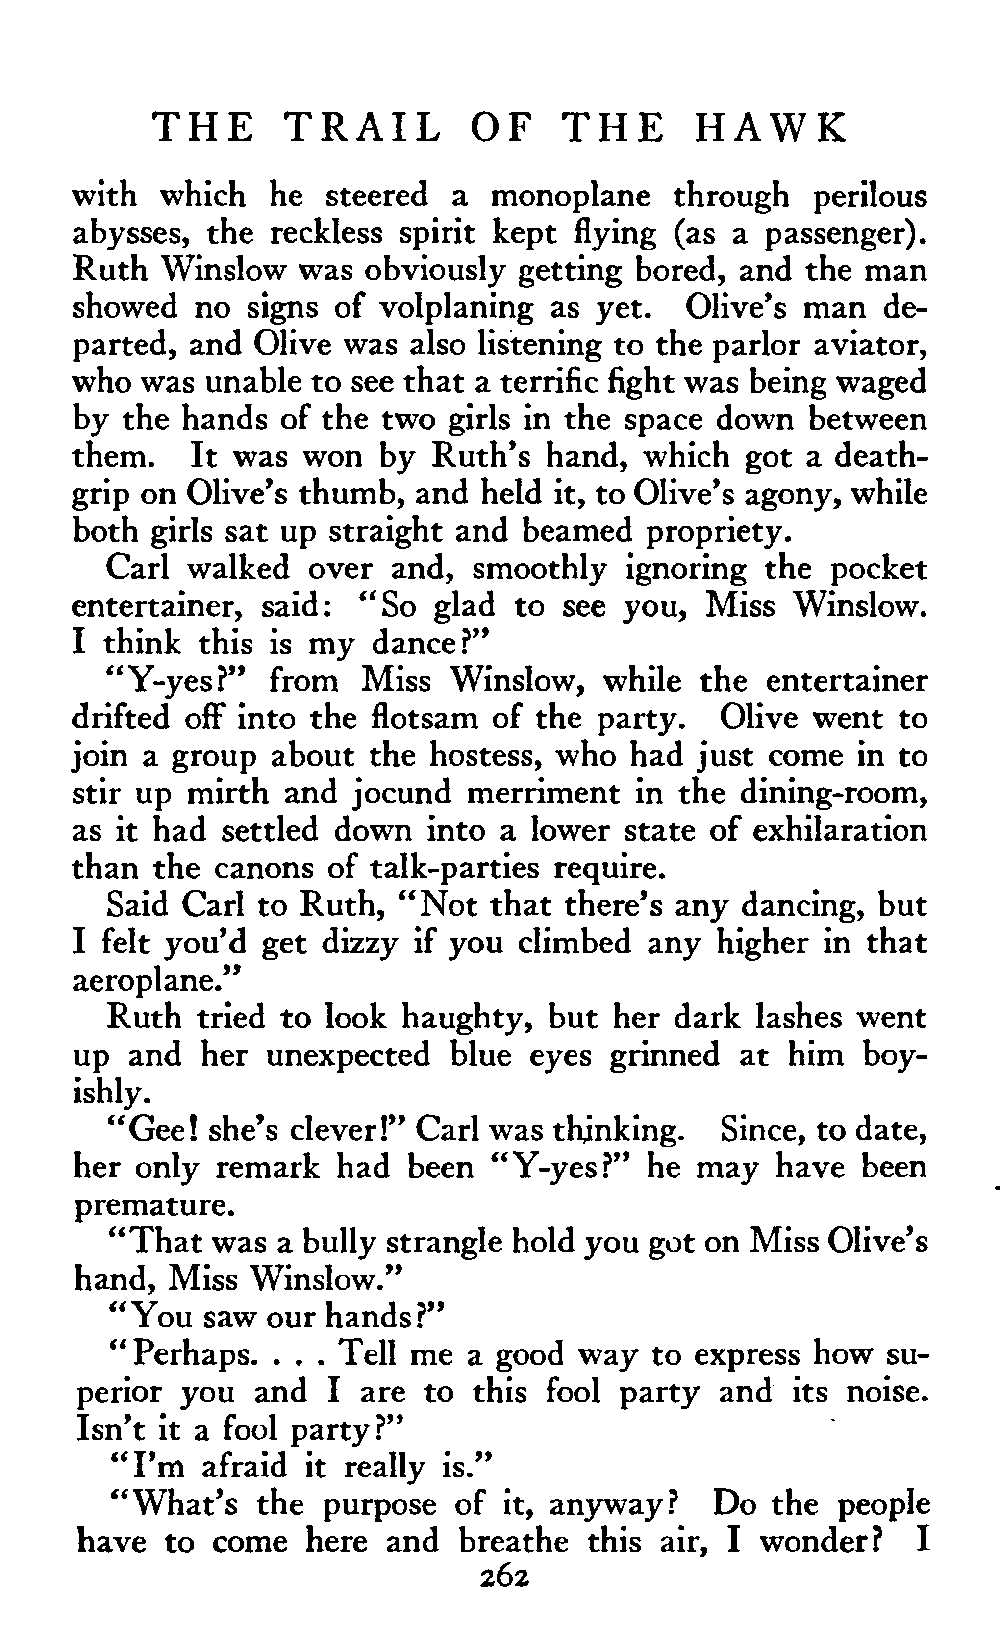 THE TRAIL OF THE HAWK
with which he steered a monoplane through perilous
abysses, the reckless spirit kept flying (as a passenger).
Ruth Winslow was obviously getting bored, and the man
showed no signs of volplaning as yet. Olive's man de-
parted, and Olive was also listening to the parlor aviator,
who was unable to see that a terrific fight was being waged
by the hands of the two girls in the space down between
them. It was won by Ruth's hand, which got a death-
grip on Olive's thumb, and held it, to Olive's agony, while
both girls sat up straight and beamed propriety.
Carl walked over and, smoothly ignoring the pocket
entertainer, said: "So glad to see you, Miss Winslow.
I think this is my dance?"
"Y-yes?" from Miss Winslow, while the entertainer
drifted off into the flotsam of the party. Olive went to
join a group about the hostess, who had just come in to
stir up mirth and jocund merriment in the dining-room,
as it had settled down into a lower state of exhilaration
than the canons of talk-parties require.
Said Carl to Ruth, "Not that there's any dancing, but
I felt you'd get dizzy if you climbed any higher in that
aeroplane."
Ruth tried to look haughty, but her dark lashes went
up and her unexpected blue eyes grinned at him boy-
ishly.
"Gee! she's clever!" Carl was thinking. Since, to date,
her only remark had been "Y-yes?" he may have been
premature.
"That was a bully strangle hold you got on Miss Olive's
hand, Miss Winslow."
"You saw our hands?"
"Perhaps. . . . Tell me a good way to express how su-
perior you and I are to this fool party and its noise.
Isn't it a fool party?"
"I'm afraid it really is."
"What's the purpose of it, anyway? Do the people
have to come here and breathe this air, I wonder? I
262